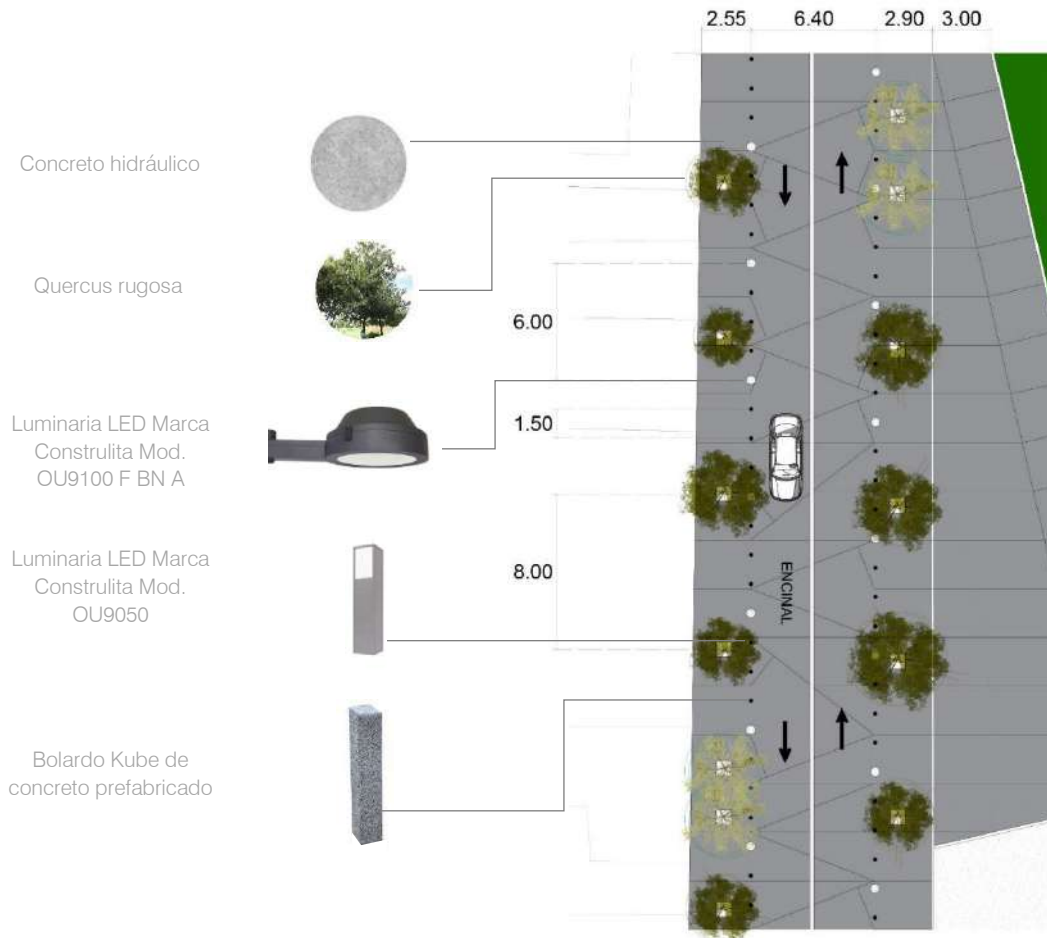 2.55 6.40 2.90 3.00
Concreto hidráulico
Quercus rugosa
6.00
Luminaria LED Marca
Construlita Mod.
OU9100 F BN A
1.50
Luminaria LED Marca
Construlita Mod.
OU9050
8.00
ENCINAL
Bolardo Kube de
concreto prefabricado